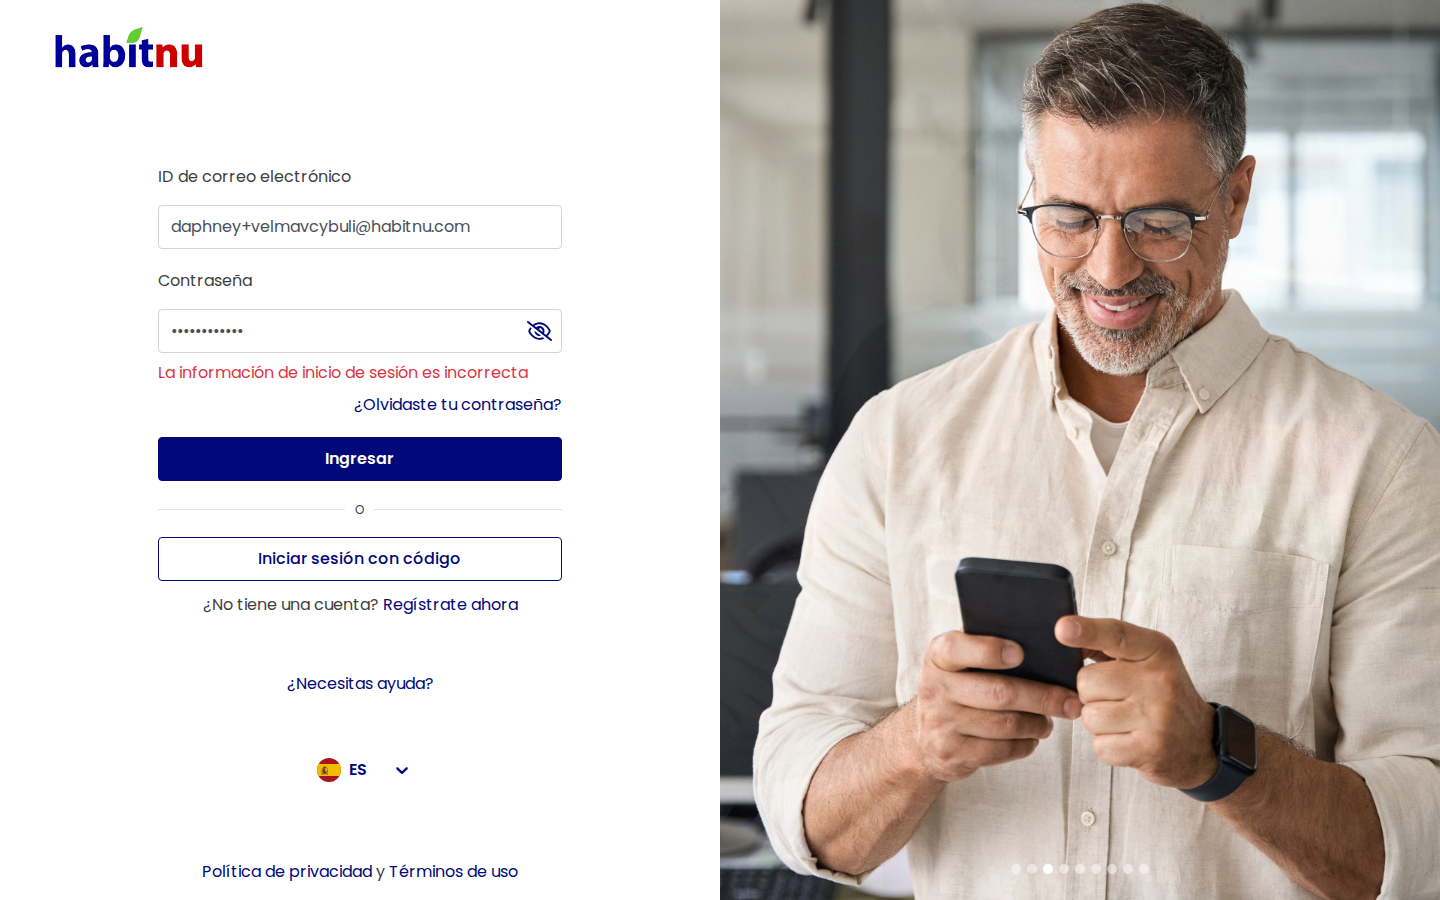 habitnu
ID de correo electrónico
daphney+velmavcybuli@habitnu.com
Contraseña
••••••••••••
La información de inicio de sesión es incorrecta
¿Olvidaste tu contraseña?
Ingresar
O
Iniciar sesión con código
¿No tiene una cuenta? Regístrate ahora
¿Necesitas ayuda?
ES
Política de privacidad y Términos de uso